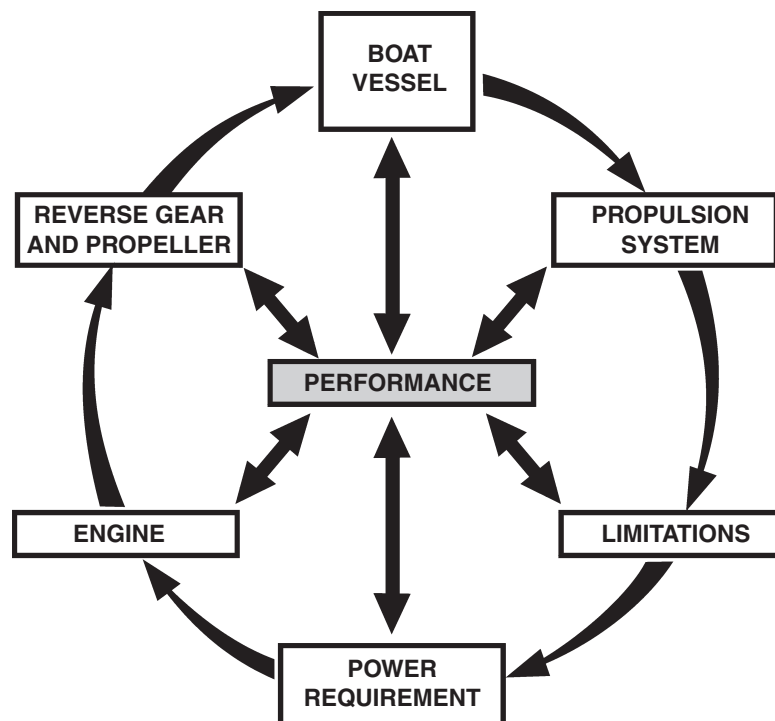 BOAT
VESSEL
REVERSE GEAR
AND PROPELLER
PROPULSION
SYSTEM
PERFORMANCE
ENGINE
LIMITATIONS
POWER
REQUIREMENT